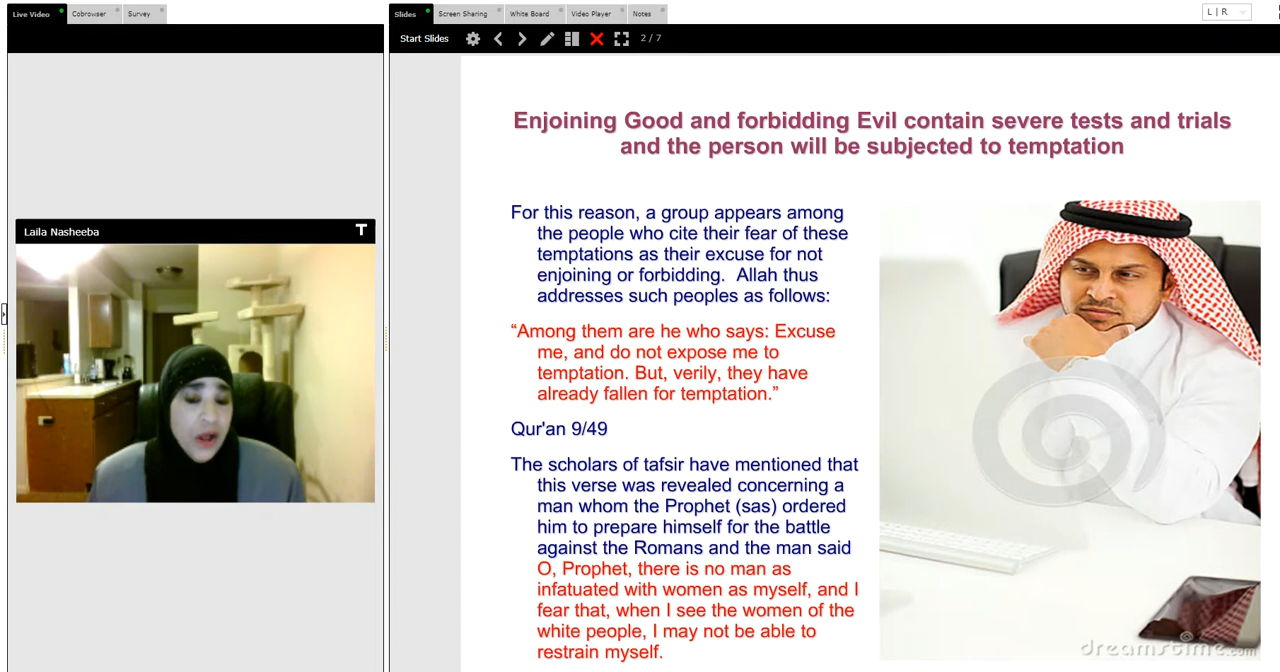 Live Video
Cobrowser
Survey
Slides
Screen Sharing
White Board
Video Player
Notes
L | R
Start Slides
2 / 7
Laila Nasheeba
T
Enjoining Good and forbidding Evil contain severe tests and trials
and the person will be subjected to temptation
For this reason, a group appears among
the people who cite their fear of these
temptations as their excuse for not
enjoining or forbidding.  Allah thus
addresses such peoples as follows:
“Among them are he who says: Excuse
me, and do not expose me to
temptation. But, verily, they have
already fallen for temptation.”
Qur'an 9/49
The scholars of tafsir have mentioned that
this verse was revealed concerning a
man whom the Prophet (sas) ordered
him to prepare himself for the battle
against the Romans and the man said
O, Prophet, there is no man as
infatuated with women as myself, and I
fear that, when I see the women of the
white people, I may not be able to
restrain myself.
dreamstime.com